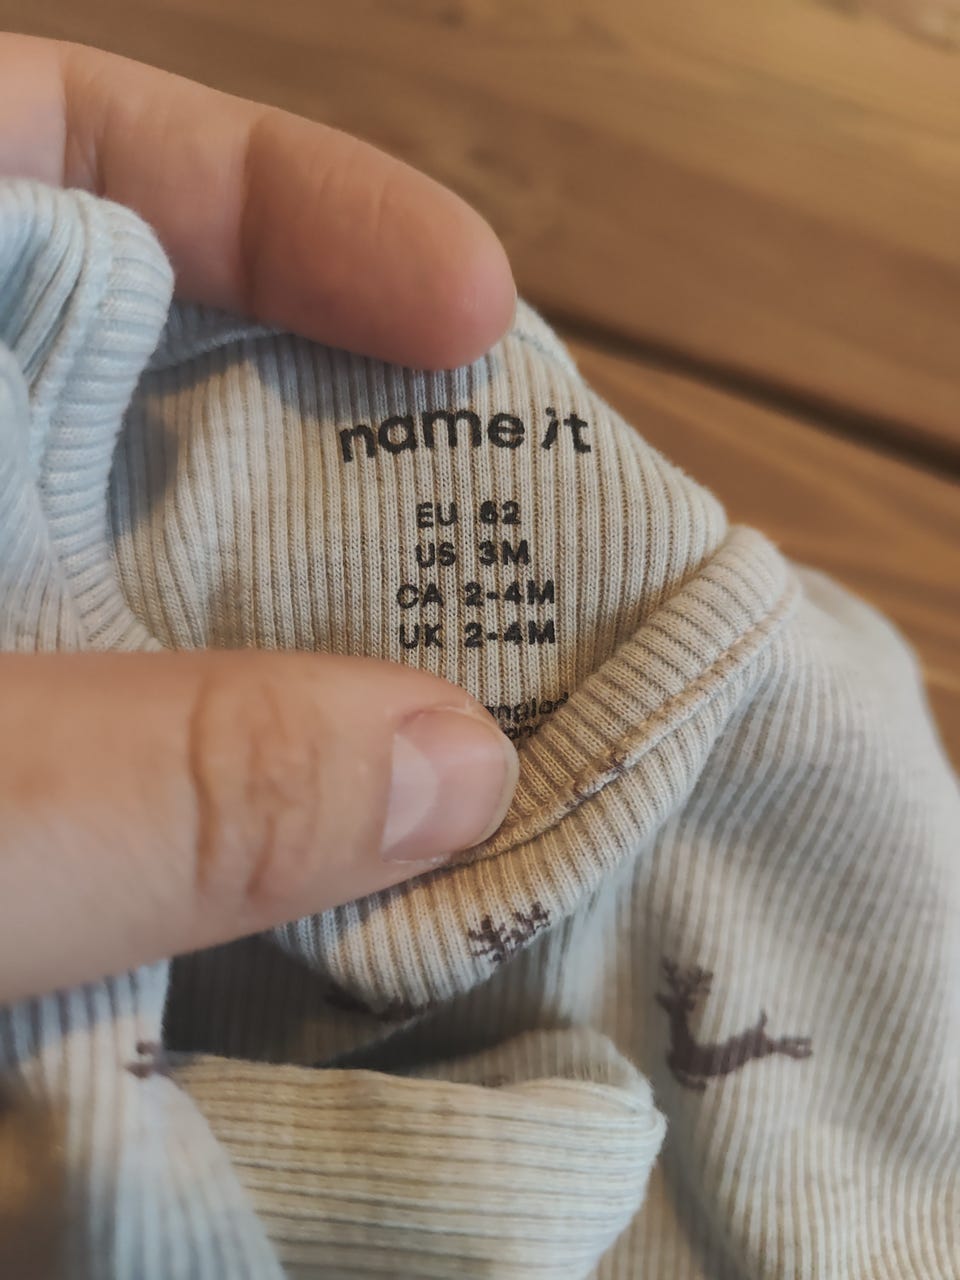 name it
EU 62
US 3M
CA 2-4M
UK 2-4M